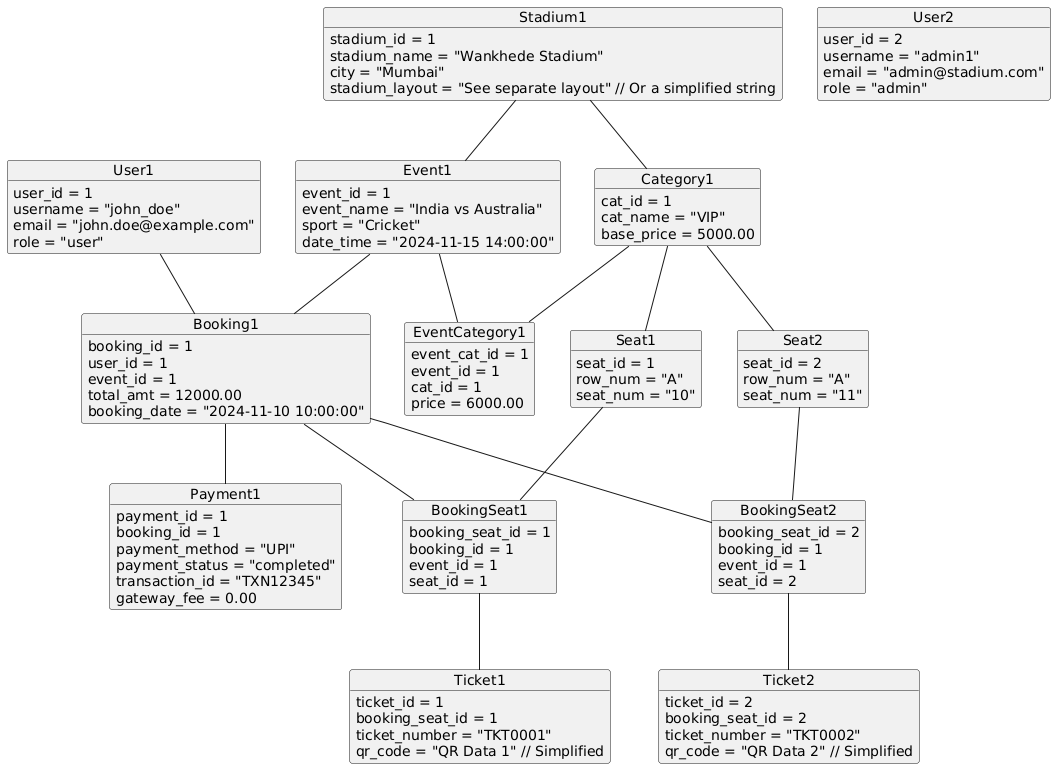 Stadium1
stadium_id = 1
stadium_name = "Wankhede Stadium"
city = "Mumbai"
stadium_layout = "See separate layout" // Or a simplified string
User2
user_id = 2
username = "admin1"
email = "admin@stadium.com"
role = "admin"
User1
user_id = 1
username = "john_doe"
email = "john.doe@example.com"
role = "user"
Event1
event_id = 1
event_name = "India vs Australia"
sport = "Cricket"
date_time = "2024-11-15 14:00:00"
Category1
cat_id = 1
cat_name = "VIP"
base_price = 5000.00
Booking1
booking_id = 1
user_id = 1
event_id = 1
total_amt = 12000.00
booking_date = "2024-11-10 10:00:00"
EventCategory1
event_cat_id = 1
event_id = 1
cat_id = 1
price = 6000.00
Seat1
seat_id = 1
row_num = "A"
seat_num = "10"
Seat2
seat_id = 2
row_num = "A"
seat_num = "11"
Payment1
payment_id = 1
booking_id = 1
payment_method = "UPI"
payment_status = "completed"
transaction_id = "TXN12345"
gateway_fee = 0.00
BookingSeat1
booking_seat_id = 1
booking_id = 1
event_id = 1
seat_id = 1
BookingSeat2
booking_seat_id = 2
booking_id = 1
event_id = 1
seat_id = 2
Ticket1
ticket_id = 1
booking_seat_id = 1
ticket_number = "TKT0001"
qr_code = "QR Data 1" // Simplified
Ticket2
ticket_id = 2
booking_seat_id = 2
ticket_number = "TKT0002"
qr_code = "QR Data 2" // Simplified